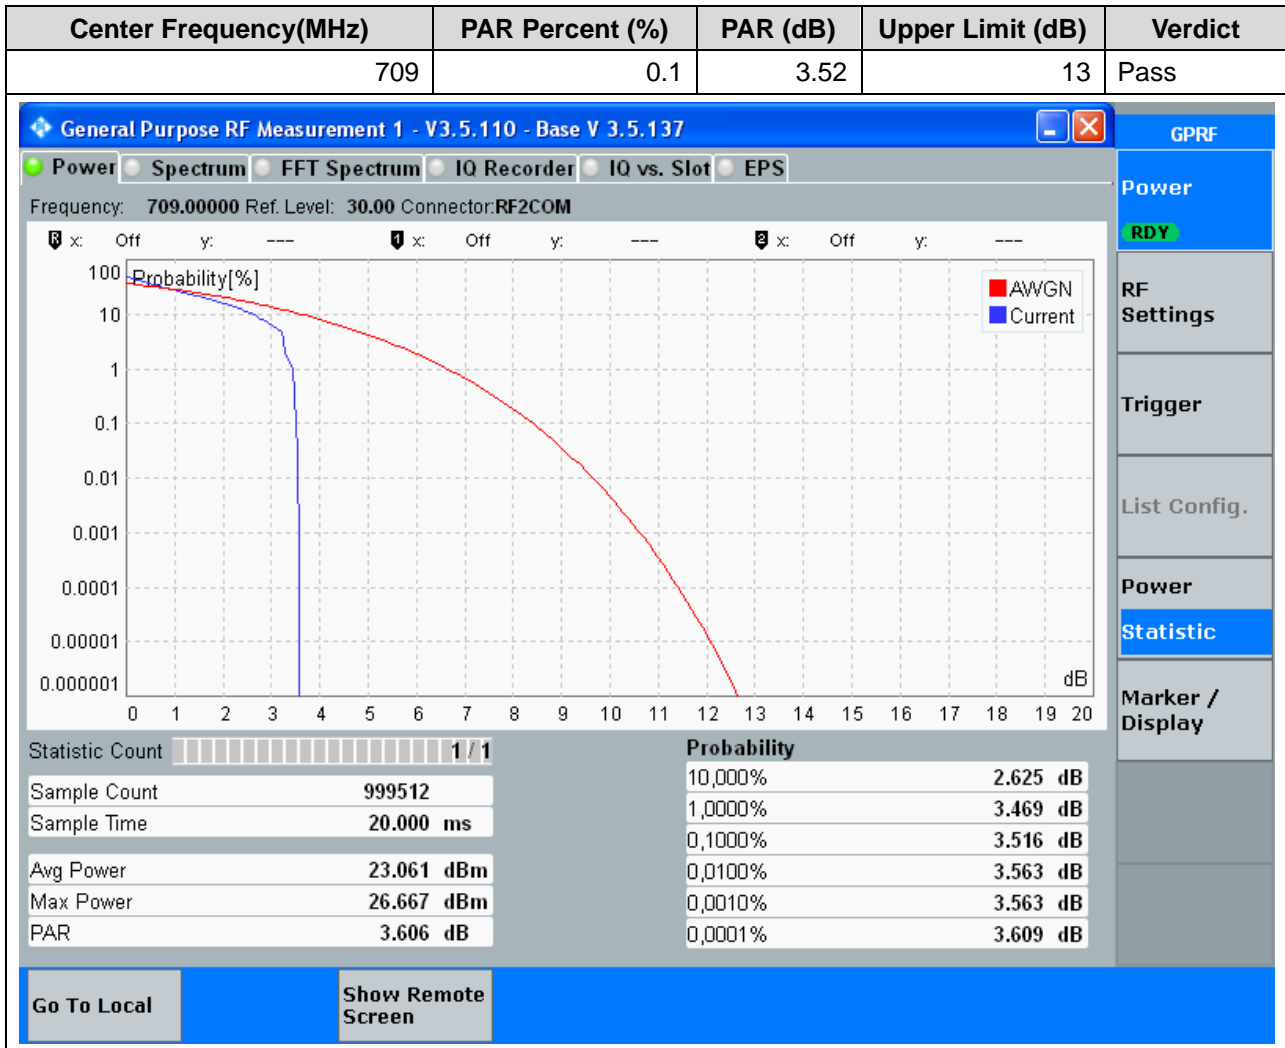 Center Frequency(MHz) PAR Percent (%) PAR (dB) Upper Limit (dB) Verdict
709 0.1 3.52 13 Pass
General Purpose RF Measurement 1 - V3.5.110 - Base V 3.5.137
GPRF
Power Spectrum FFT Spectrum IQ Recorder IQ vs. Slot EPS
Power
RDY
Frequency: 709.00000 Ref. Level: 30.00 Connector:RF2COM
R x: Off y: --- 1 x: Off y: --- 2 x: Off y: ---
Probability[%]
AWGN
Current
100
10
1
0.1
0.01
0.001
0.0001
0.00001
0.000001
dB
0 1 2 3 4 5 6 7 8 9 10 11 12 13 14 15 16 17 18 19 20
RF
Settings
Trigger
List Config.
Power
Statistic
Marker /
Display
Statistic Count 1 / 1
Sample Count 999512
Sample Time 20.000 ms
Avg Power 23.061 dBm
Max Power 26.667 dBm
PAR 3.606 dB
Probability
10,000% 2.625 dB
1,0000% 3.469 dB
0,1000% 3.516 dB
0,0100% 3.563 dB
0,0010% 3.563 dB
0,0001% 3.609 dB
Go To Local
Show Remote
Screen